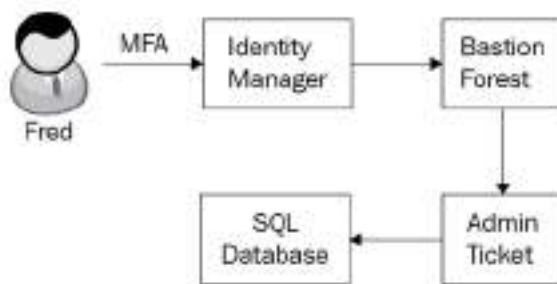 MFA
Identity
Manager
Bastion
Forest
Fred
SQL
Database
Admin
Ticket